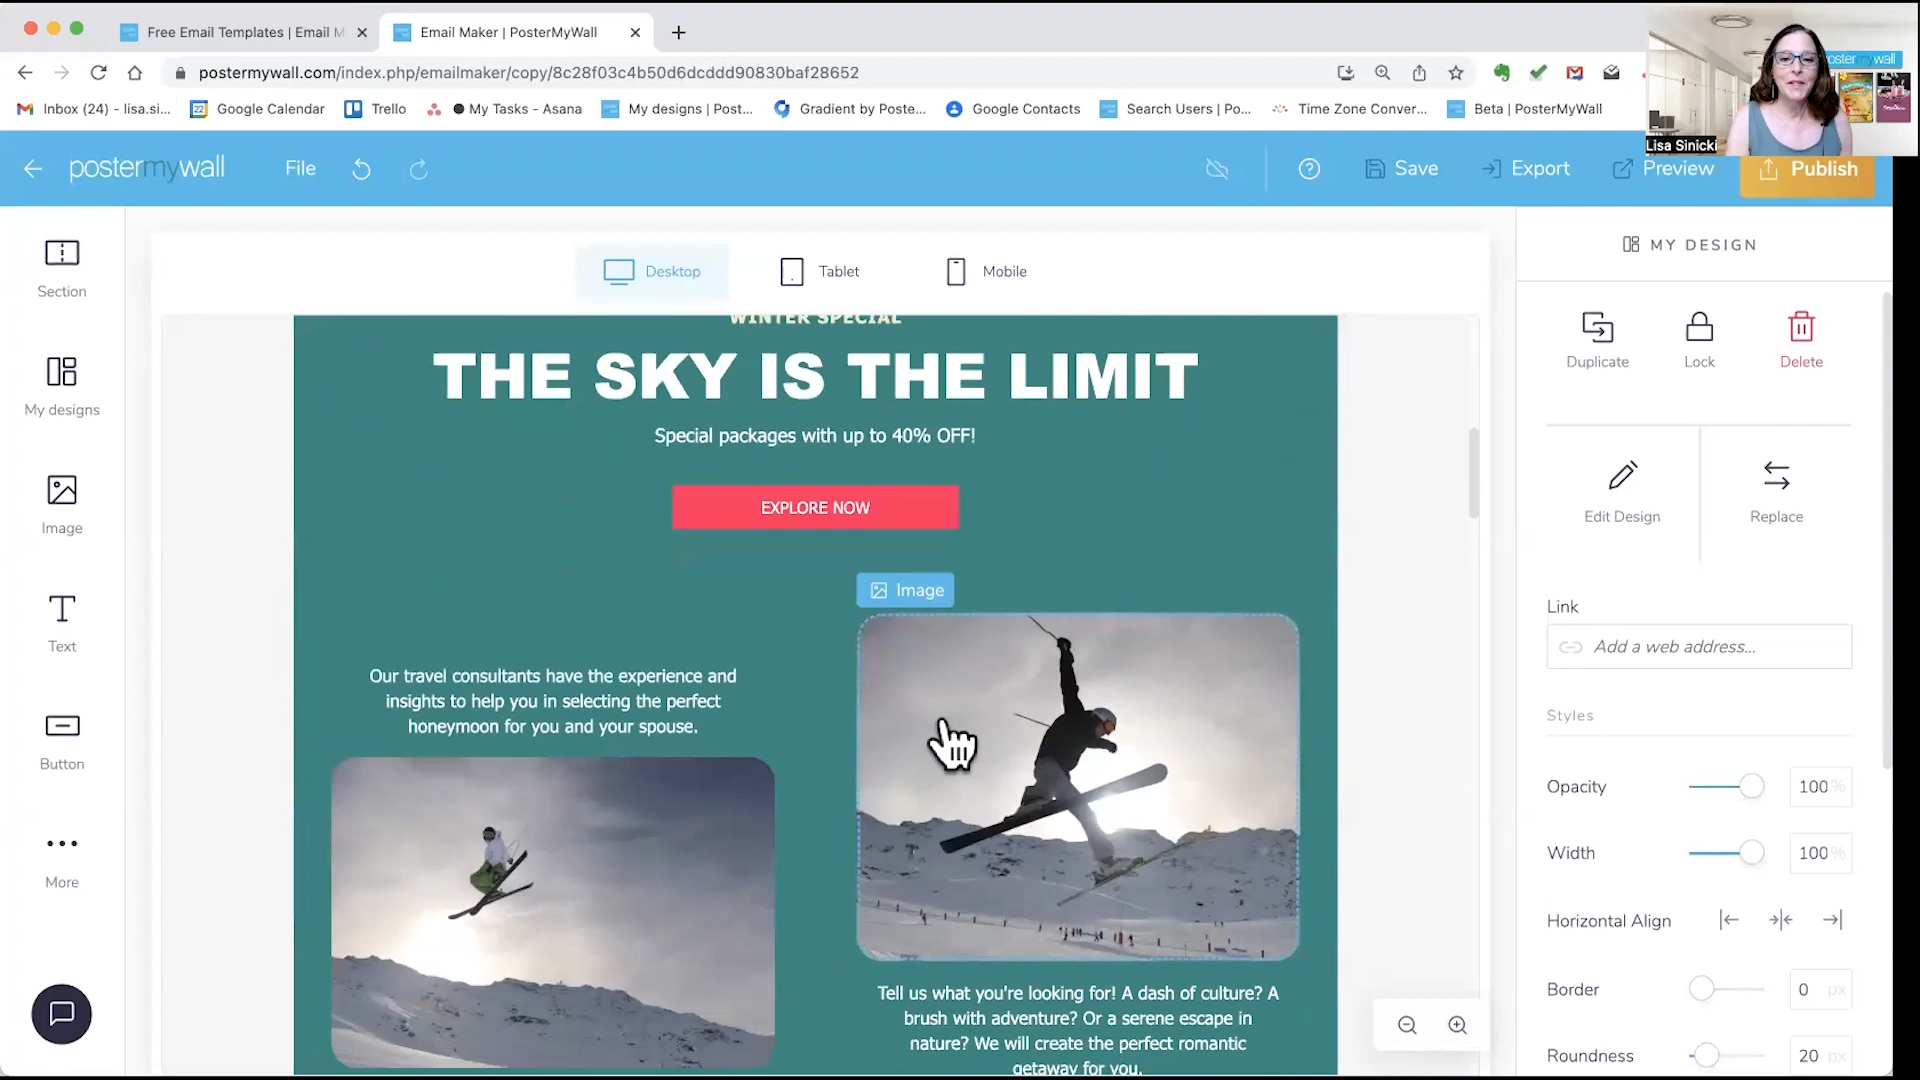 Free Email Templates | Email M
Email Maker | PosterMyWall
postermywall.com/index.php/emailmaker/copy/8c28f03c4b50d6dcddd90830baf28652
Inbox (24) - lisa.si...
Google Calendar
Trello
My Tasks - Asana
My designs | Post...
Gradient by Poste...
Google Contacts
Search Users | Po...
Time Zone Conver...
Beta | PosterMyWall
Lisa Sinicki
postermywall
File
Save
Export
Preview
Publish
Section
My designs
Image
Text
Button
More
Desktop
Tablet
Mobile
WINTER SPECIAL
THE SKY IS THE LIMIT
Special packages with up to 40% OFF!
EXPLORE NOW
Image
Our travel consultants have the experience and
insights to help you in selecting the perfect
honeymoon for you and your spouse.
Tell us what you're looking for! A dash of culture? A
brush with adventure? Or a serene escape in
nature? We will create the perfect romantic
getaway for you.
MY DESIGN
Duplicate
Lock
Delete
Edit Design
Replace
Link
Add a web address...
Styles
Opacity
100%
Width
100%
Horizontal Align
Border
0 px
Roundness
20 px